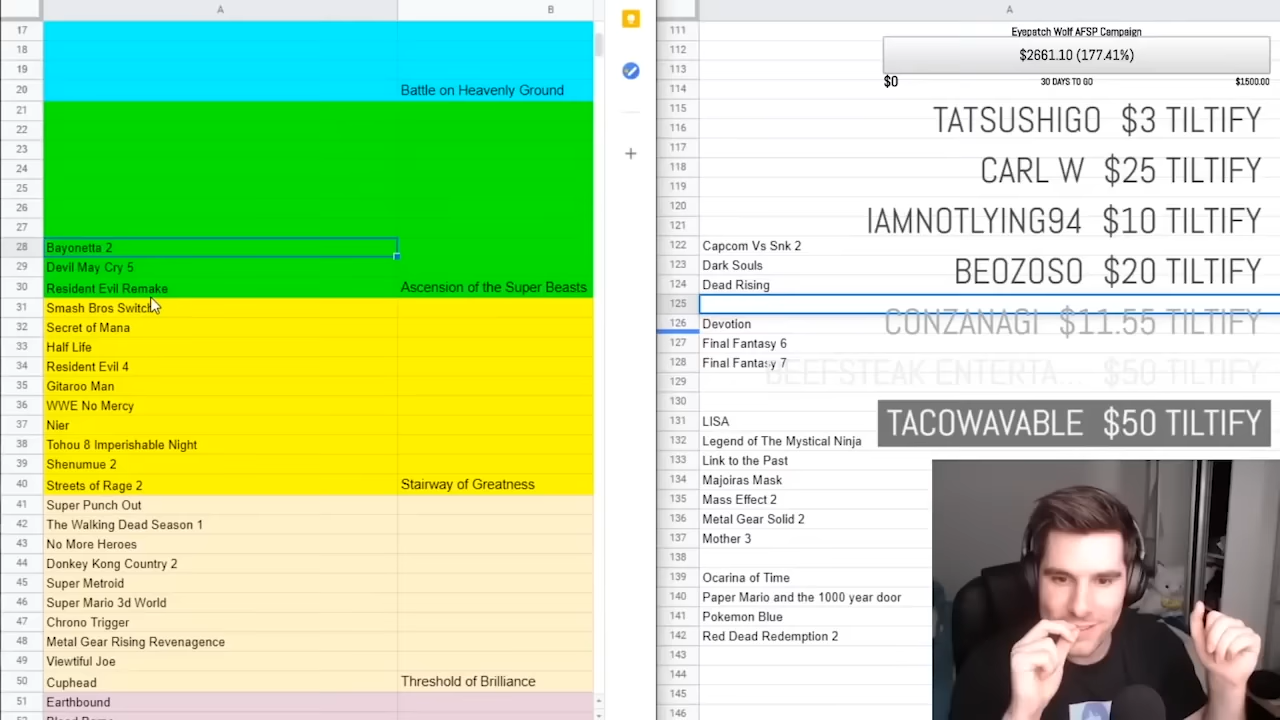 A
B
17
18
19
20 Battle on Heavenly Ground
21
22
23
24
25
26
27
28 Bayonetta 2
29 Devil May Cry 5
30 Resident Evil Remake Ascension of the Super Beasts
31 Smash Bros Switch
32 Secret of Mana
33 Half Life
34 Resident Evil 4
35 Gitaroo Man
36 WWE No Mercy
37 Nier
38 Tohou 8 Imperishable Night
39 Shenumue 2
40 Streets of Rage 2 Stairway of Greatness
41 Super Punch Out
42 The Walking Dead Season 1
43 No More Heroes
44 Donkey Kong Country 2
45 Super Metroid
46 Super Mario 3d World
47 Chrono Trigger
48 Metal Gear Rising Revenagence
49 Viewtiful Joe
50 Cuphead Threshold of Brilliance
51 Earthbound
A
111
112
113
114
115
116
117
118
119
120
121
122 Capcom Vs Snk 2
123 Dark Souls
124 Dead Rising
125
126 Devotion
127 Final Fantasy 6
128 Final Fantasy 7
129
130
131 LISA
132 Legend of The Mystical Ninja
133 Link to the Past
134 Majoiras Mask
135 Mass Effect 2
136 Metal Gear Solid 2
137 Mother 3
138
139 Ocarina of Time
140 Paper Mario and the 1000 year door
141 Pokemon Blue
142 Red Dead Redemption 2
143
144
145
146
Eyepatch Wolf AFSP Campaign
$2661.10 (177.41%)
$0 30 DAYS TO GO $1500.00
TATSUSHIGO $3 TILTIFY
CARL W $25 TILTIFY
IAMNOTLYING94 $10 TILTIFY
BEOZOSO $20 TILTIFY
CONZANAGI $11.55 TILTIFY
BEEFSTEAK ENTERTA... $50 TILTIFY
TACOWAVABLE $50 TILTIFY